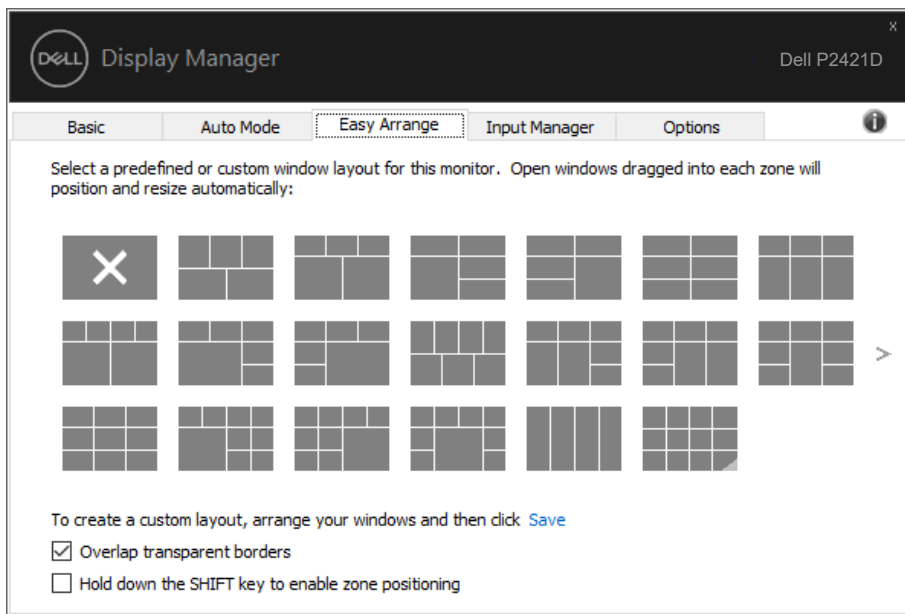 x
DELL Display Manager
Dell P2421D
Basic
Auto Mode
Easy Arrange
Input Manager
Options
Select a predefined or custom window layout for this monitor. Open windows dragged into each zone will
position and resize automatically:
>
To create a custom layout, arrange your windows and then click Save
Overlap transparent borders
Hold down the SHIFT key to enable zone positioning